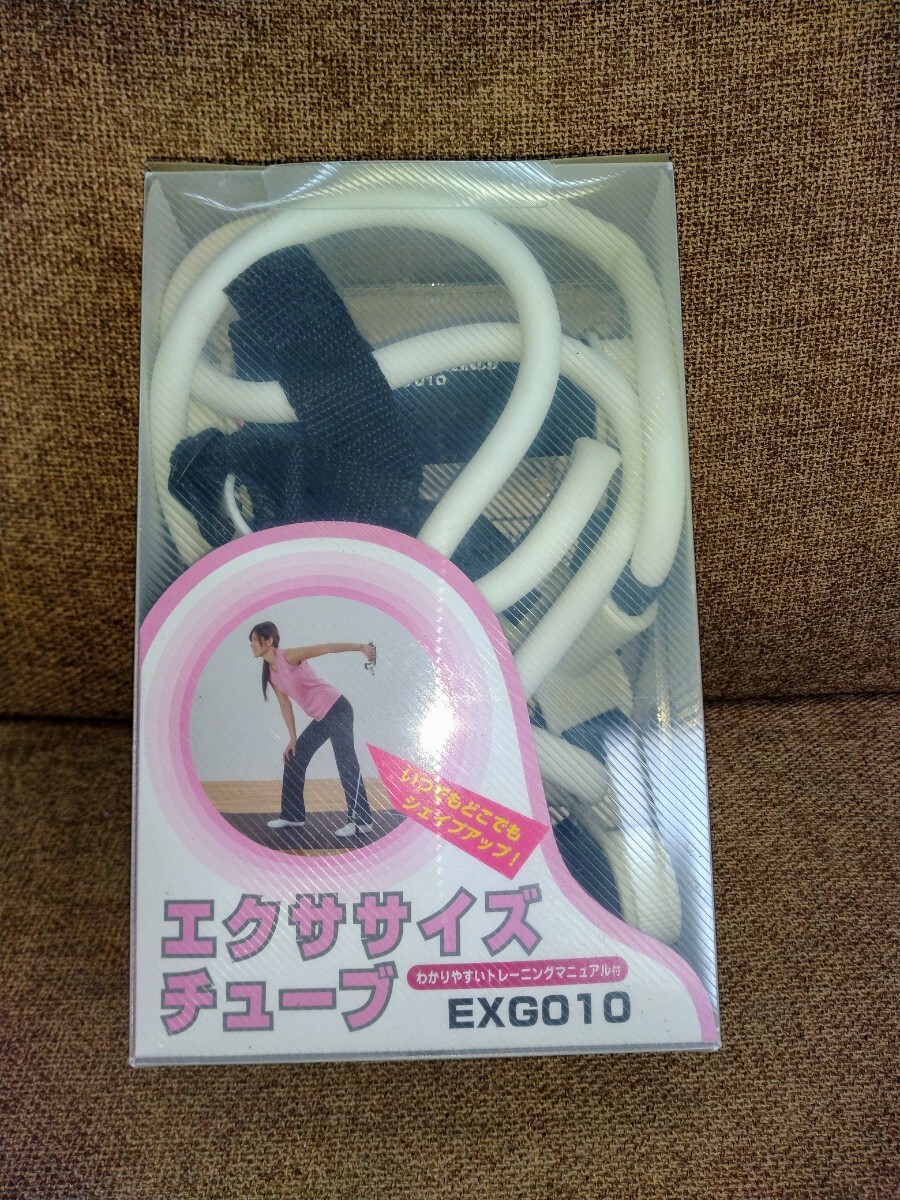 010
いつでもどこでも
シェイプアップ!
エクササイズ
チューブ
わかりやすいトレーニングマニュアル付
EXG010